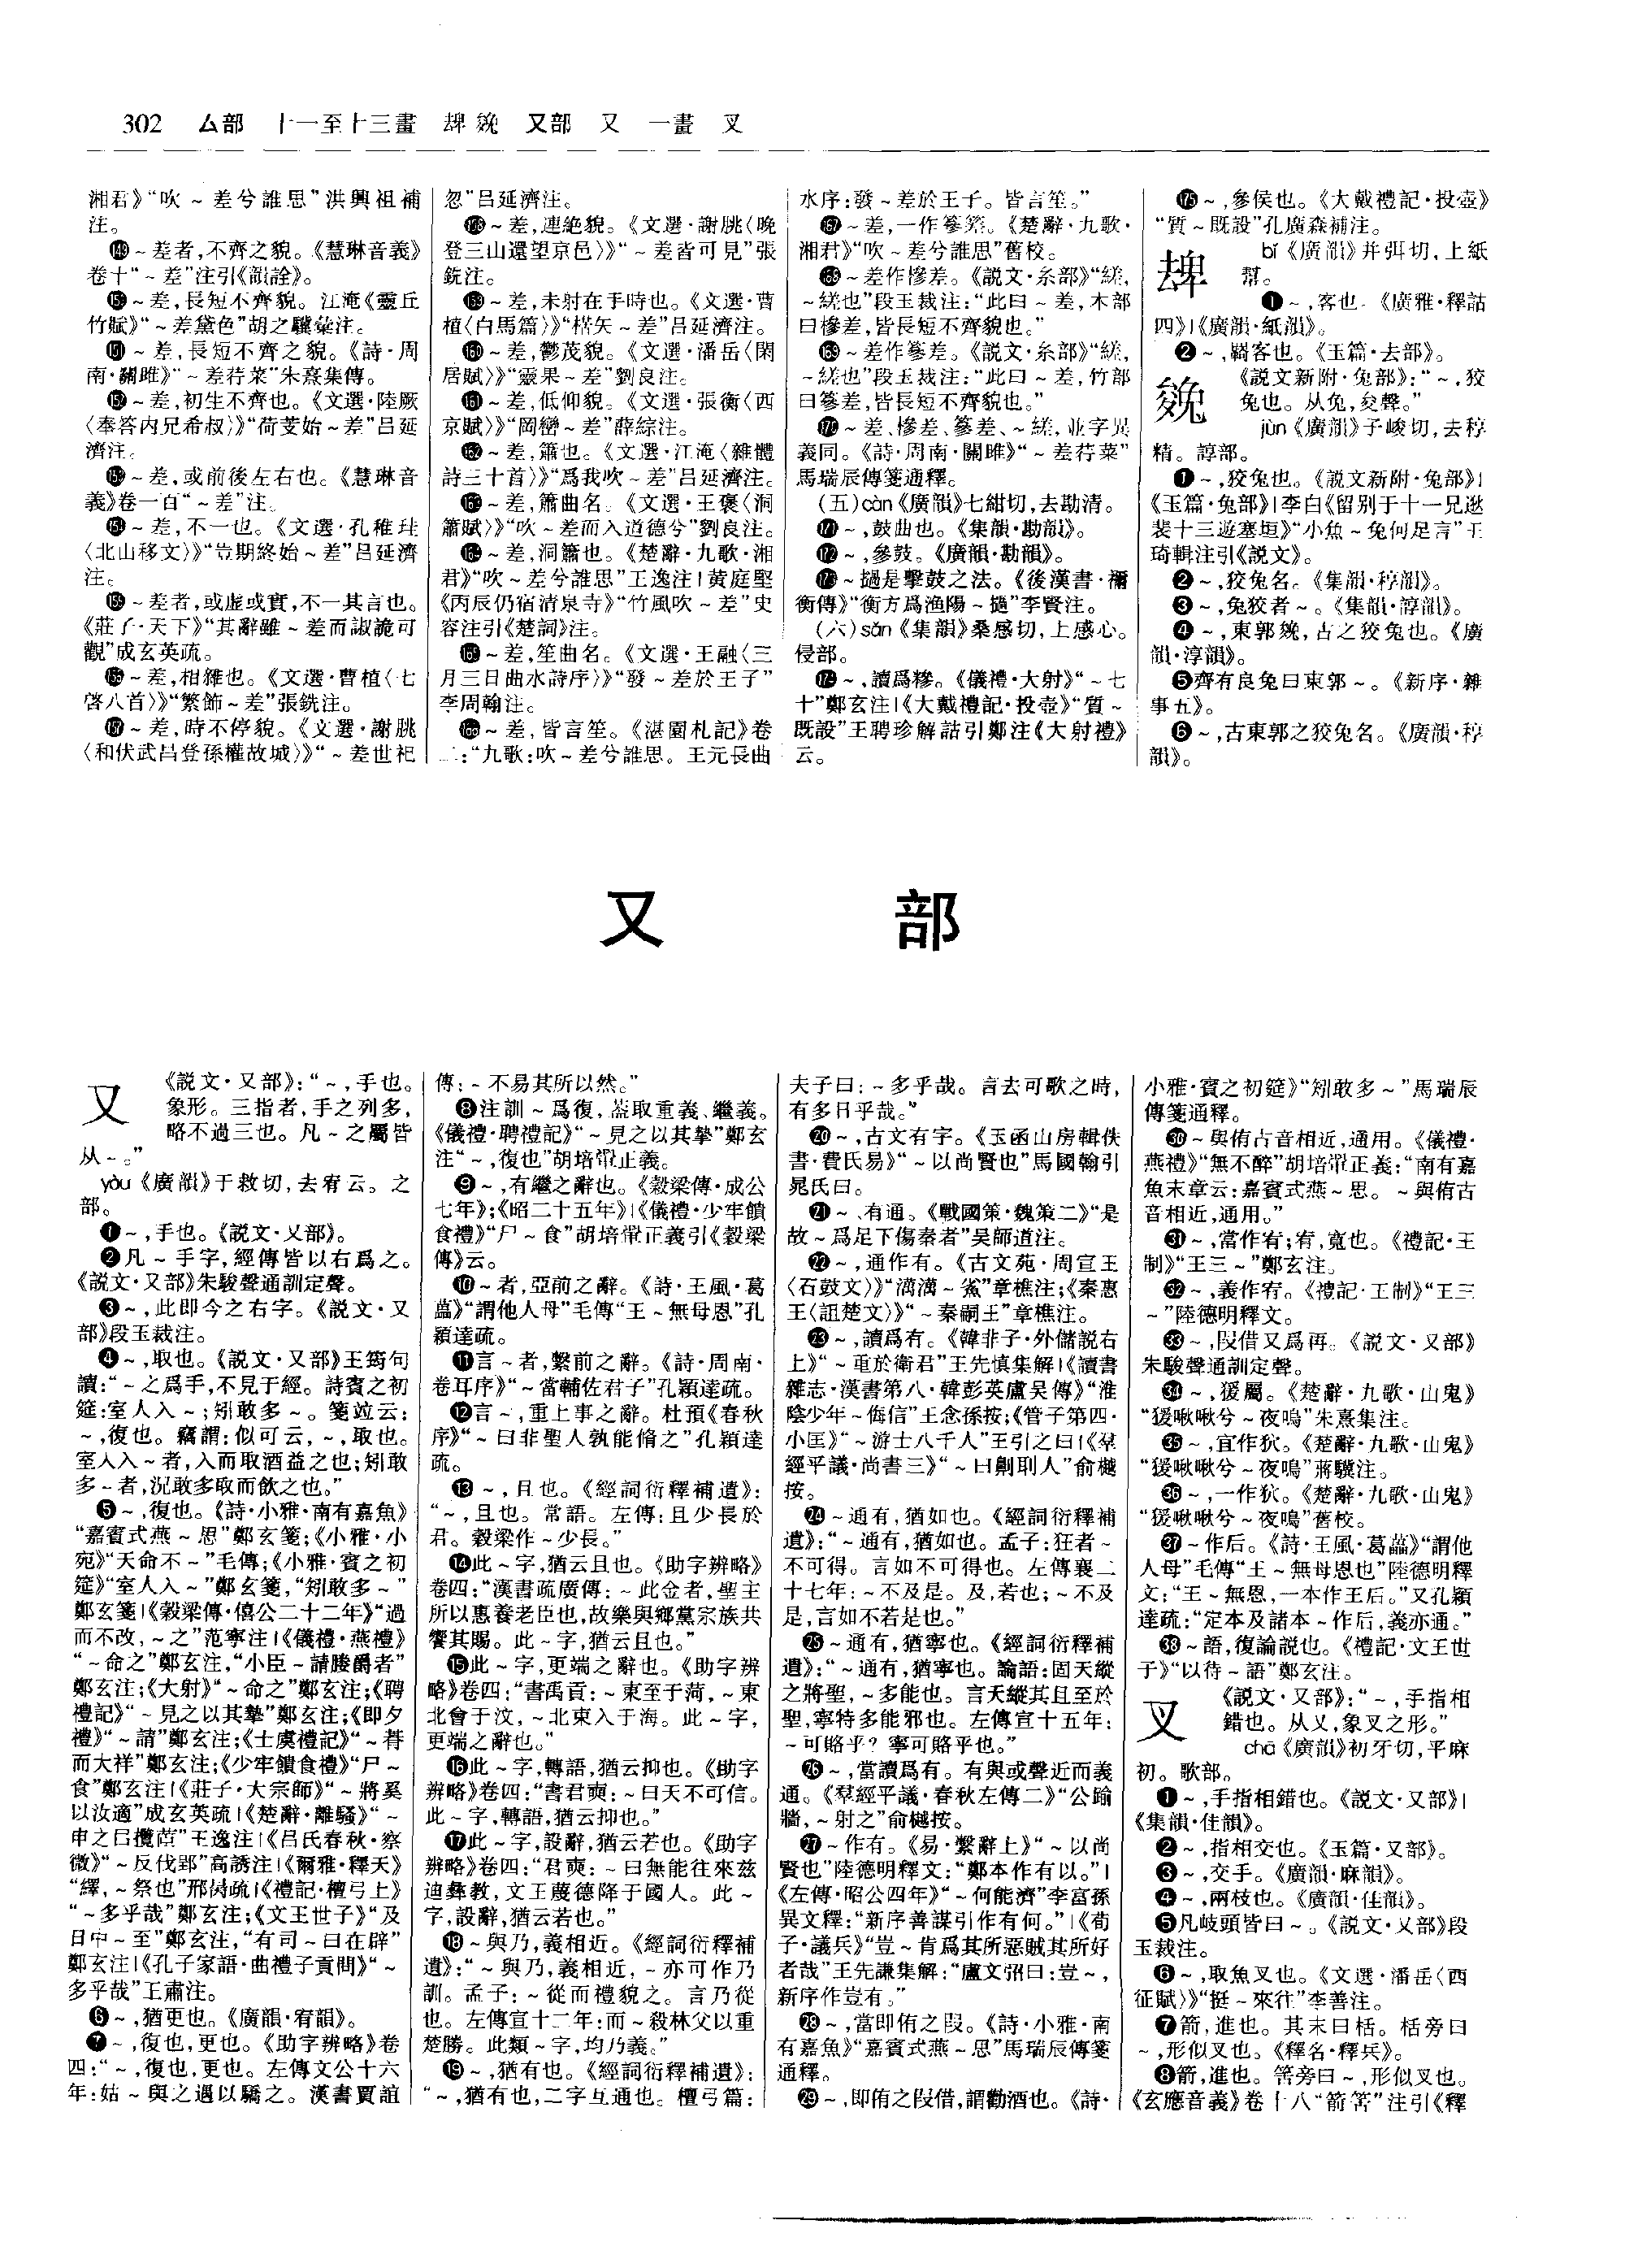 302 厶部 十一至十三畫 㕗 㕙 又部 又 一畫 叉
湘君》“吹～差兮誰思”洪興祖補
注。
149～差者,不齊之貌。《慧琳音義》
卷十“～差”注引《韻詮》。
150～差,長短不齊貌。江淹《靈丘
竹賦》“～差黛色”胡之驥彙注。
151～差,長短不齊之貌。《詩·周
南·關雎》“～差荇菜”朱熹集傳。
152～差,初生不齊也。《文選·陸厥
〈奉答内兄希叔〉》“荷芰始～差”吕延
濟注。
153～差,或前後左右也。《慧琳音
義》卷一百“～差”注。
154～差,不一也。《文選·孔稚珪
〈北山移文〉》“豈期終始～差”吕延濟
注。
155～差者,或虚或實,不一其言也。
《莊子·天下》“其辭雖～差而諔詭可
觀”成玄英疏。
156～差,相雜也。《文選·曹植〈七
啓八首〉》“繁飾～差”張銑注。
157～差,時不停貌。《文選·謝朓
〈和伏武昌登孫權故城〉》“～差世祀
忽”吕延濟注。
158～差,連絶貌。《文選·謝朓〈晚
登三山還望京邑〉》“～差皆可見”張
銑注。
159～差,未射在手時也。《文選·曹
植〈白馬篇〉》“楛矢～差”吕延濟注。
160～差,鬱茂貌。《文選·潘岳〈閑
居賦〉》“靈果～差”劉良注。
161～差,低仰貌。《文選·張衡〈西
京賦〉》“岡巒～差”薛綜注。
162～差,簫也。《文選·江淹〈雜體
詩三十首〉》“爲我吹～差”吕延濟注。
163～差,簫曲名。《文選·王褒〈洞
簫賦〉》“吹～差而入道德兮”劉良注。
164～差,洞簫也。《楚辭·九歌·湘
君》“吹～差兮誰思”王逸注|黄庭堅
《丙辰仍宿清泉寺》“竹風吹～差”史
容注引《楚詞》注。
165～差,笙曲名。《文選·王融〈三
月三日曲水詩序〉》“發～差於王子”
李周翰注。
166～差,皆言笙。《湛園札記》卷
二:“九歌:吹～差兮誰思。王元長曲
水序:發～差於王子。皆言笙。”
167～差,一作篸筹。《楚辭·九歌·
湘君》“吹～差兮誰思”舊校。
168～差作槮差。《説文·糸部》“縒,
～縒也”段玉裁注:“此曰～差,木部
曰槮差,皆長短不齊貌也。”
169～差作篸差。《説文·糸部》“縒,
～縒也”段玉裁注:“此曰～差,竹部
曰篸差,皆長短不齊貌也。”
170～差、槮差、篸差、～縒,並字異
義同。《詩·周南·關雎》“～差荇菜”
馬瑞辰傳箋通釋。
(五)càn《廣韻》七紺切,去勘清。
171～,鼓曲也。《集韻·勘韻》。
172～,參鼓。《廣韻·勘韻》。
173～撾是擊鼓之法。《後漢書·禰
衡傳》“衡方爲漁陽～撾”李賢注。
(六)sǎn《集韻》桑感切,上感心。
侵部。
174～,讀爲糝。《儀禮·大射》“～七
十”鄭玄注|《大戴禮記·投壺》“質～
既設”王聘珍解詁引鄭注《大射禮》
云。
175～,參侯也。《大戴禮記·投壺》
“質～既設”孔廣森補注。
㕗
bǐ《廣韻》并弭切,上紙
幫。
❶～,客也。《廣雅·釋詁
四》|《廣韻·紙韻》。
❷～,羇客也。《玉篇·去部》。
㕙
《説文新附·兔部》:“～,狡
兔也。从兔,夋聲。”
jùn《廣韻》子峻切,去稕
精。諄部。
❶～,狡兔也。《説文新附·兔部》|
《玉篇·兔部》|李白《留别于十一兄逖
裴十三遊塞垣》“小魚～兔何足言”王
琦輯注引《説文》。
❷～,狡兔名。《集韻·稕韻》。
❸～,兔狡者～。《集韻·諄韻》。
❹～,東郭㕙,古之狡兔也。《廣
韻·淳韻》。
❺齊有良兔曰東郭～。《新序·雜
事五》。
❻～,古東郭之狡兔名。《廣韻·稕
韻》。
又 部
又
《説文·又部》:“～,手也。
象形。三指者,手之列多,
略不過三也。凡～之屬皆
从～。”
yòu《廣韻》于救切,去宥云。之
部。
❶～,手也。《説文·又部》。
❷凡～手字,經傳皆以右爲之。
《説文·又部》朱駿聲通訓定聲。
❸～,此即今之右字。《説文·又
部》段玉裁注。
❹～,取也。《説文·又部》王筠句
讀:“～之爲手,不見于經。詩賓之初
筵:室人入～;矧敢多～。箋竝云:
～,復也。竊謂:似可云,～,取也。
室人入～者,入而取酒益之也;矧敢
多～者,況敢多取而飲之也。”
❺～,復也。《詩·小雅·南有嘉魚》
“嘉賓式燕～思”鄭玄箋;《小雅·小
宛》“天命不～”毛傳;《小雅·賓之初
筵》“室人入～”鄭玄箋,“矧敢多～”
鄭玄箋|《穀梁傳·僖公二十二年》“過
而不改,～之”范寧注|《儀禮·燕禮》
“～命之”鄭玄注,“小臣～請媵爵者”
鄭玄注;《大射》“～命之”鄭玄注;《聘
禮記》“～見之以其摯”鄭玄注;《即夕
禮》“～請”鄭玄注;《士虞禮記》“～朞
而大祥”鄭玄注;《少牢饋食禮》“尸～
食”鄭玄注|《莊子·大宗師》“～將奚
以汝適”成玄英疏|《楚辭·離騷》“～
申之曰攬茝”王逸注|《吕氏春秋·察
微》“～反伐郢”高誘注|《爾雅·釋天》
“繹,～祭也”邢昺疏|《禮記·檀弓上》
“～多乎哉”鄭玄注;《文王世子》“及
日中～至”鄭玄注,“有司～曰在辟”
鄭玄注|《孔子家語·曲禮子貢問》“～
多乎哉”王肅注。
❻～,猶更也。《廣韻·宥韻》。
❼～,復也,更也。《助字辨略》卷
四:“～,復也,更也。左傳文公十六
年:姑～與之遇以驕之。漢書賈誼
傳:～不易其所以然。”
❽注訓～爲復,蓋取重義、繼義。
《儀禮·聘禮記》“～見之以其摯”鄭玄
注“～,復也”胡培翬正義。
❾～,有繼之辭也。《穀梁傳·成公
七年》;《昭二十五年》|《儀禮·少牢饋
食禮》“尸～食”胡培翬正義引《穀梁
傳》云。
❿～者,亞前之辭。《詩·王風·葛
藟》“謂他人母”毛傳“王～無母恩”孔
穎達疏。
⓫言～者,繫前之辭。《詩·周南·
卷耳序》“～當輔佐君子”孔穎達疏。
⓬言～,重上事之辭。杜預《春秋
序》“～曰非聖人孰能脩之”孔穎達
疏。
⓭～,且也。《經詞衍釋補遺》:
“～,且也。常語。左傳:且少長於
君。穀梁作～少長。”
⓮此～字,猶云且也。《助字辨略》
卷四:“漢書疏廣傳:～此金者,聖主
所以惠養老臣也,故樂與鄉黨宗族共
饗其賜。此～字,猶云且也。”
⓯此～字,更端之辭也。《助字辨
略》卷四:“書禹貢:～東至于菏,～東
北會于汶,～北東入于海。此～字,
更端之辭也。”
⓰此～字,轉語,猶云抑也。《助字
辨略》卷四:“書君奭:～曰天不可信。
此～字,轉語,猶云抑也。”
⓱此～字,設辭,猶云若也。《助字
辨略》卷四:“君奭:～曰無能往來兹
迪彝教,文王蔑德降于國人。此～
字,設辭,猶云若也。”
⓲～與乃,義相近。《經詞衍釋補
遺》:“～與乃,義相近,～亦可作乃
訓。孟子:～從而禮貌之。言乃從
也。左傳宣十二年:而～殺林父以重
楚勝。此類～字,均乃義。”
⓳～,猶有也。《經詞衍釋補遺》:
“～,猶有也,二字互通也。檀弓篇:
夫子曰:～多乎哉。言去可歌之時,
有多日乎哉。”
⓴～,古文有字。《玉函山房輯佚
書·費氏易》“～以尚賢也”馬國翰引
晁氏曰。
㉑～、有通。《戰國策·魏策二》“是
故～爲足下傷秦者”吴師道注。
㉒～,通作有。《古文苑·周宣王
〈石鼓文〉》“澫澫～鯊”章樵注;《秦惠
王〈詛楚文〉》“～秦嗣王”章樵注。
㉓～,讀爲有。《韓非子·外儲説右
上》“～重於衛君”王先慎集解|《讀書
雜志·漢書第八·韓彭英盧吴傳》“淮
陰少年～侮信”王念孫按;《管子第四·
小匡》“～游士八千人”王引之曰|《羣
經平議·尚書三》“～曰劓刵人”俞樾
按。
㉔～通有,猶如也。《經詞衍釋補
遺》:“～通有,猶如也。孟子:狂者～
不可得。言如不可得也。左傳襄二
十七年:～不及是。及,若也;～不及
是,言如不若是也。”
㉕～通有,猶寧也。《經詞衍釋補
遺》:“～通有,猶寧也。論語:固天縱
之將聖,～多能也。言天縱其且至於
聖,寧特多能邪也。左傳宣十五年:
～可賂乎?寧可賂乎也。”
㉖～,當讀爲有。有與或聲近而義
通。《羣經平議·春秋左傳二》“公踰
牆,～射之”俞樾按。
㉗～作有。《易·繫辭上》“～以尚
賢也”陸德明釋文:“鄭本作有以。”|
《左傳·昭公四年》“～何能濟”李富孫
異文釋:“新序善謀引作有何。”|《荀
子·議兵》“豈～肯爲其所惡賊其所好
者哉”王先謙集解:“盧文弨曰:豈～,
新序作豈有。”
㉘～,當即侑之叚。《詩·小雅·南
有嘉魚》“嘉賓式燕～思”馬瑞辰傳箋
通釋。
㉙～,即侑之叚借,謂勸酒也。《詩·
小雅·賓之初筵》“矧敢多～”馬瑞辰
傳箋通釋。
㉚～與侑古音相近,通用。《儀禮·
燕禮》“無不醉”胡培翬正義:“南有嘉
魚末章云:嘉賓式燕～思。～與侑古
音相近,通用。”
㉛～,當作宥;宥,寬也。《禮記·王
制》“王三～”鄭玄注。
㉜～,義作宥。《禮記·王制》“王三
～”陸德明釋文。
㉝～,叚借又爲再。《説文·又部》
朱駿聲通訓定聲。
㉞～,猨屬。《楚辭·九歌·山鬼》
“猨啾啾兮～夜鳴”朱熹集注。
㉟～,宜作狖。《楚辭·九歌·山鬼》
“猨啾啾兮～夜鳴”蔣驥注。
㊱～,一作狖。《楚辭·九歌·山鬼》
“猨啾啾兮～夜鳴”舊校。
㊲～作后。《詩·王風·葛藟》“謂他
人母”毛傳“王～無母恩也”陸德明釋
文:“王～無恩,一本作王后。”又孔穎
達疏:“定本及諸本～作后,義亦通。”
㊳～語,復論説也。《禮記·文王世
子》“以待～語”鄭玄注。
叉
《説文·又部》:“～,手指相
錯也。从又,象叉之形。”
chā《廣韻》初牙切,平麻
初。歌部。
❶～,手指相錯也。《説文·又部》|
《集韻·佳韻》。
❷～,指相交也。《玉篇·又部》。
❸～,交手。《廣韻·麻韻》。
❹～,兩枝也。《廣韻·佳韻》。
❺凡岐頭皆曰～。《説文·又部》段
玉裁注。
❻～,取魚叉也。《文選·潘岳〈西
征賦〉》“挺～來往”李善注。
❼箭,進也。其末曰栝。栝旁曰
～,形似叉也。《釋名·釋兵》。
❽箭,進也。筈旁曰～,形似叉也。
《玄應音義》卷十八“箭筈”注引《釋